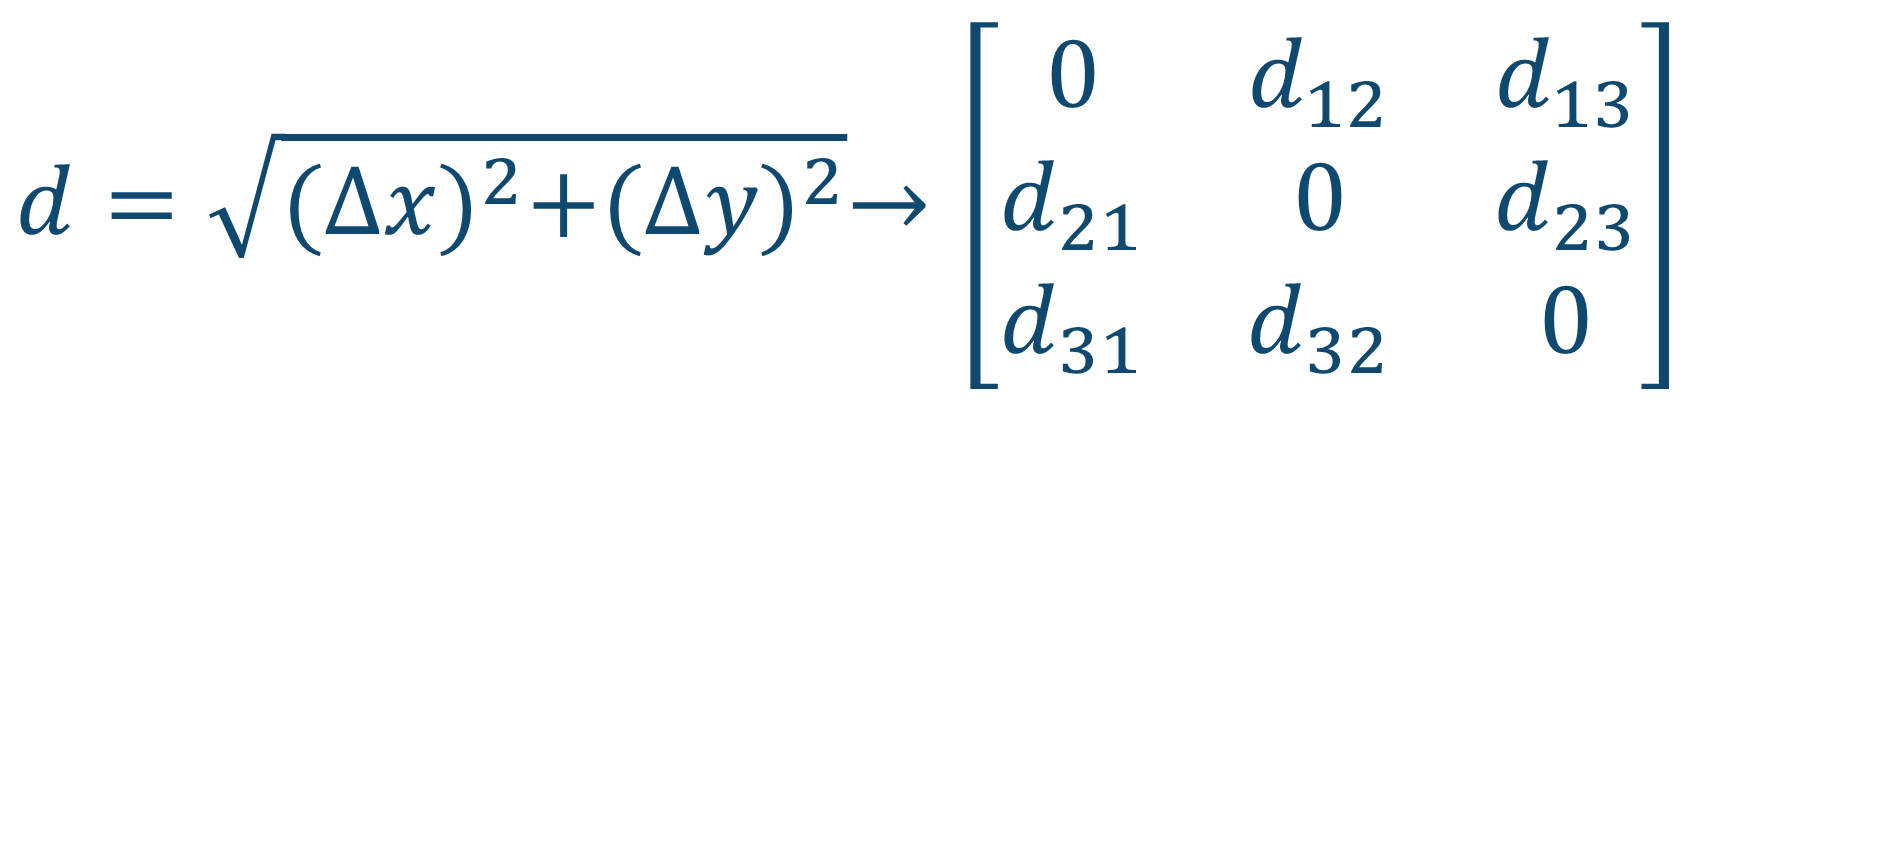 d = √((Δx)²+(Δy)²) → [0 d₁₂ d₁₃
d₂₁ 0 d₂₃
d₃₁ d₃₂ 0]